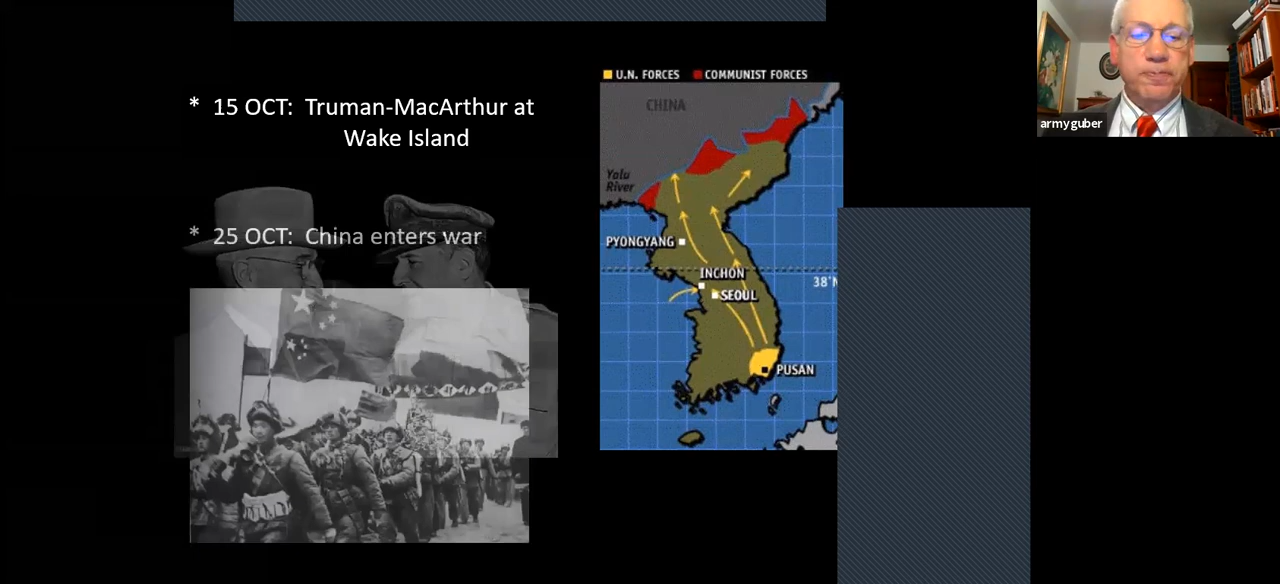 * 15 OCT: Truman-MacArthur at
Wake Island
* 25 OCT: China enters war
U.N. FORCES COMMUNIST FORCES
CHINA
Yalu
River
PYONGYANG
INCHON
SEOUL
38°N
PUSAN
armyguber